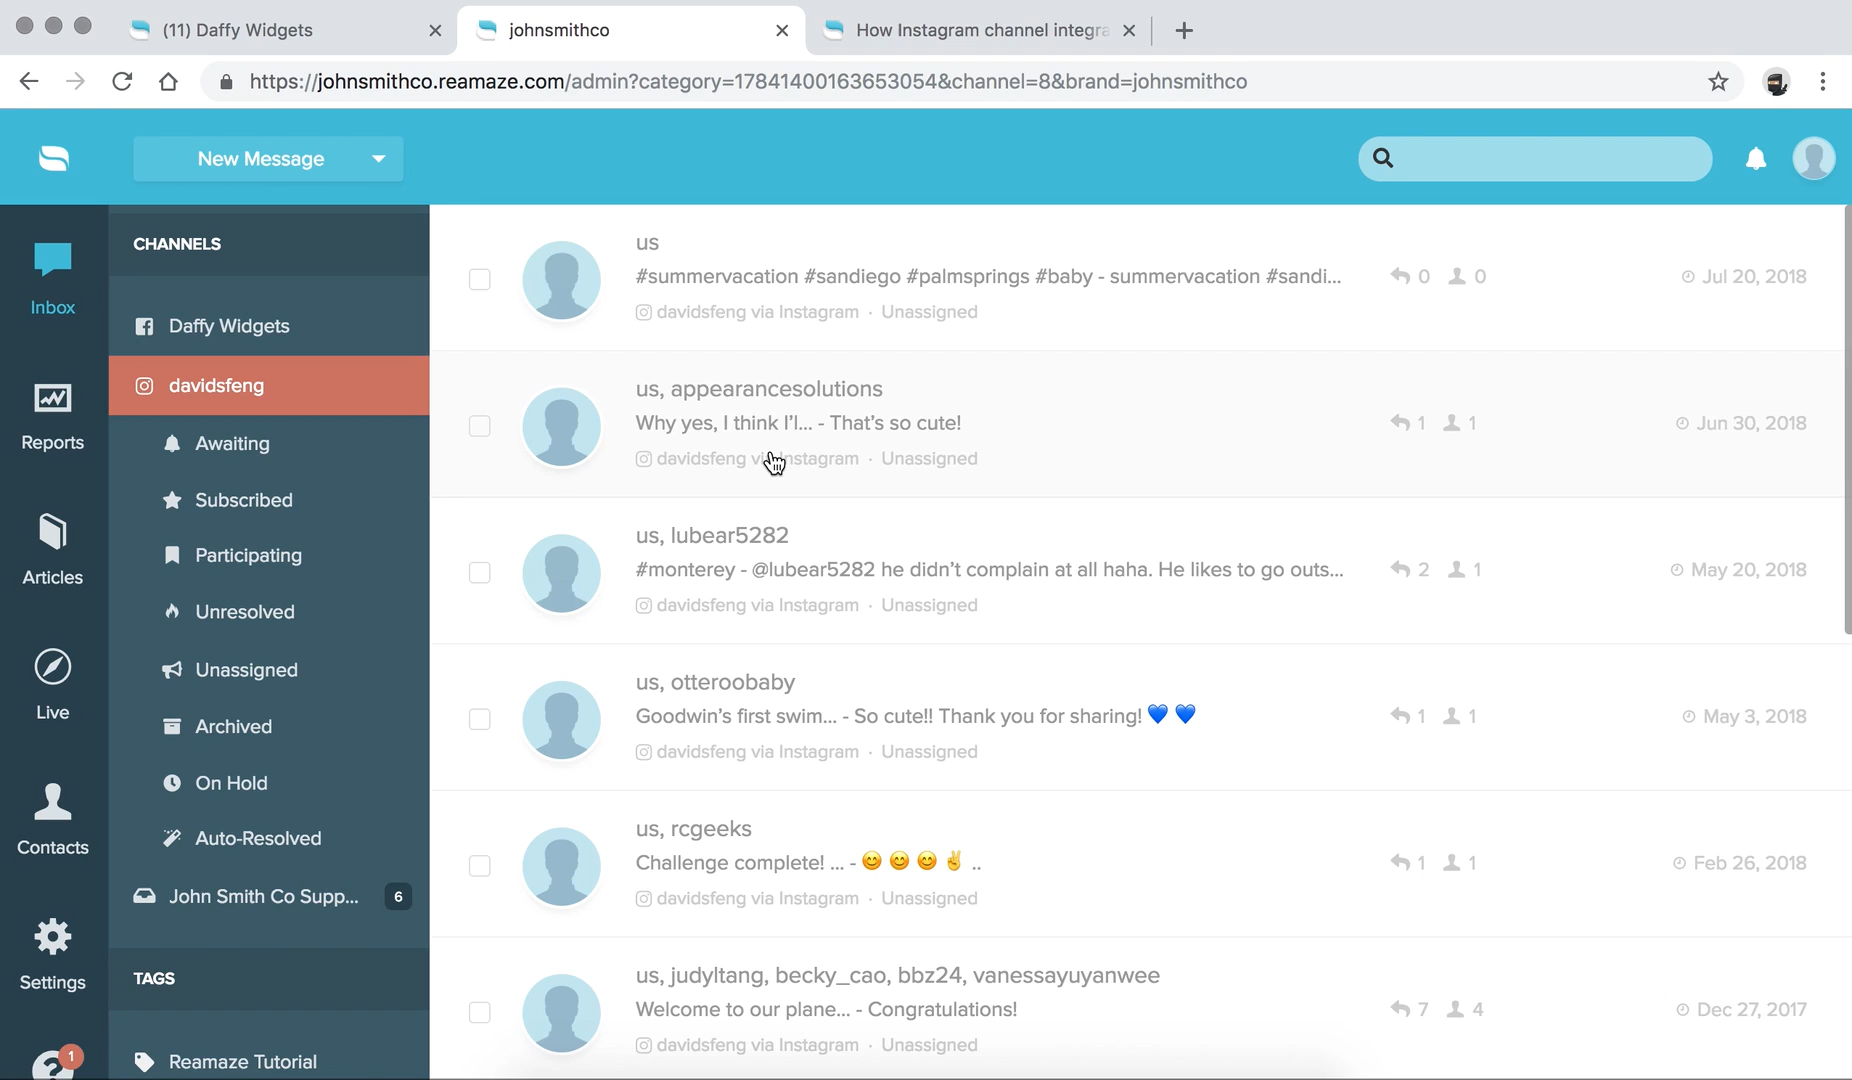 (11) Daffy Widgets
johnsmithco
How Instagram channel integra
https://johnsmithco.reamaze.com/admin?category=17841400163653054&channel=8&brand=johnsmithco
New Message
Inbox
Reports
Articles
Live
Contacts
Settings
1
CHANNELS
Daffy Widgets
davidsfeng
Awaiting
Subscribed
Participating
Unresolved
Unassigned
Archived
On Hold
Auto-Resolved
John Smith Co Supp... 6
TAGS
Reamaze Tutorial
us
#summervacation #sandiego #palmsprings #baby - summervacation #sandi... 0 0 Jul 20, 2018
davidsfeng via Instagram · Unassigned
us, appearancesolutions
Why yes, I think I'l... - That's so cute! 1 1 Jun 30, 2018
davidsfeng via Instagram · Unassigned
us, lubear5282
#monterey - @lubear5282 he didn't complain at all haha. He likes to go outs... 2 1 May 20, 2018
davidsfeng via Instagram · Unassigned
us, otteroobaby
Goodwin's first swim... - So cute!! Thank you for sharing! 💙 💙 1 1 May 3, 2018
davidsfeng via Instagram · Unassigned
us, rcgeeks
Challenge complete! ... - 😊 😊 😊 ✌ .. 1 1 Feb 26, 2018
davidsfeng via Instagram · Unassigned
us, judyltang, becky_cao, bbz24, vanessayuyanwee
Welcome to our plane... - Congratulations! 7 4 Dec 27, 2017
davidsfeng via Instagram · Unassigned